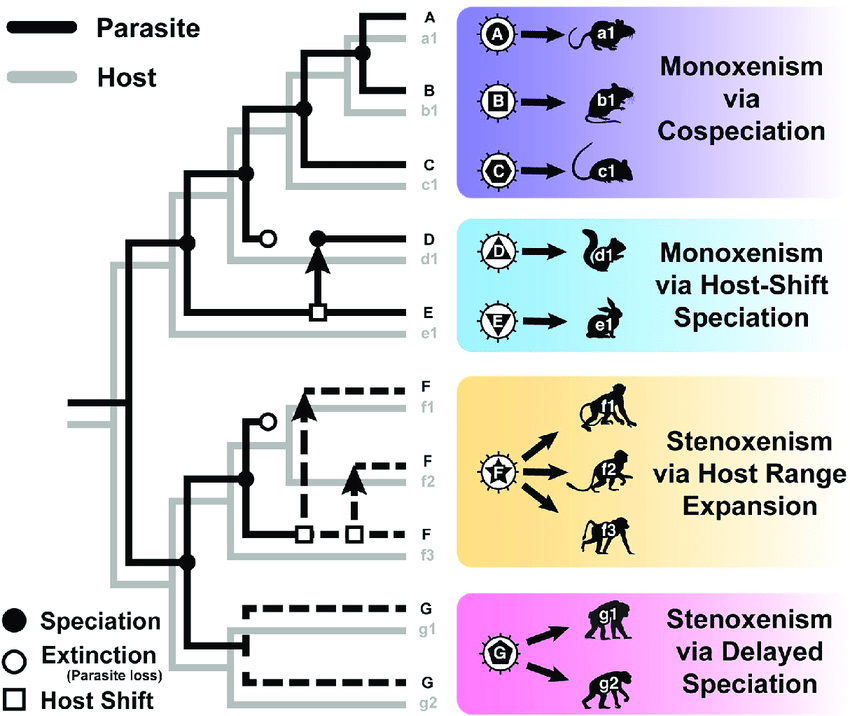 Parasite
Host
A
a1
B
b1
C
c1
D
d1
E
e1
F
f1
F
f2
F
f3
G
g1
G
g2
Speciation
Extinction
(Parasite loss)
Host Shift
A
a1
B
b1
C
c1
Monoxenism
via
Cospeciation
D
d1
E
e1
Monoxenism
via Host-Shift
Speciation
F
f1
f2
f3
Stenoxenism
via Host Range
Expansion
G
g1
g2
Stenoxenism
via Delayed
Speciation